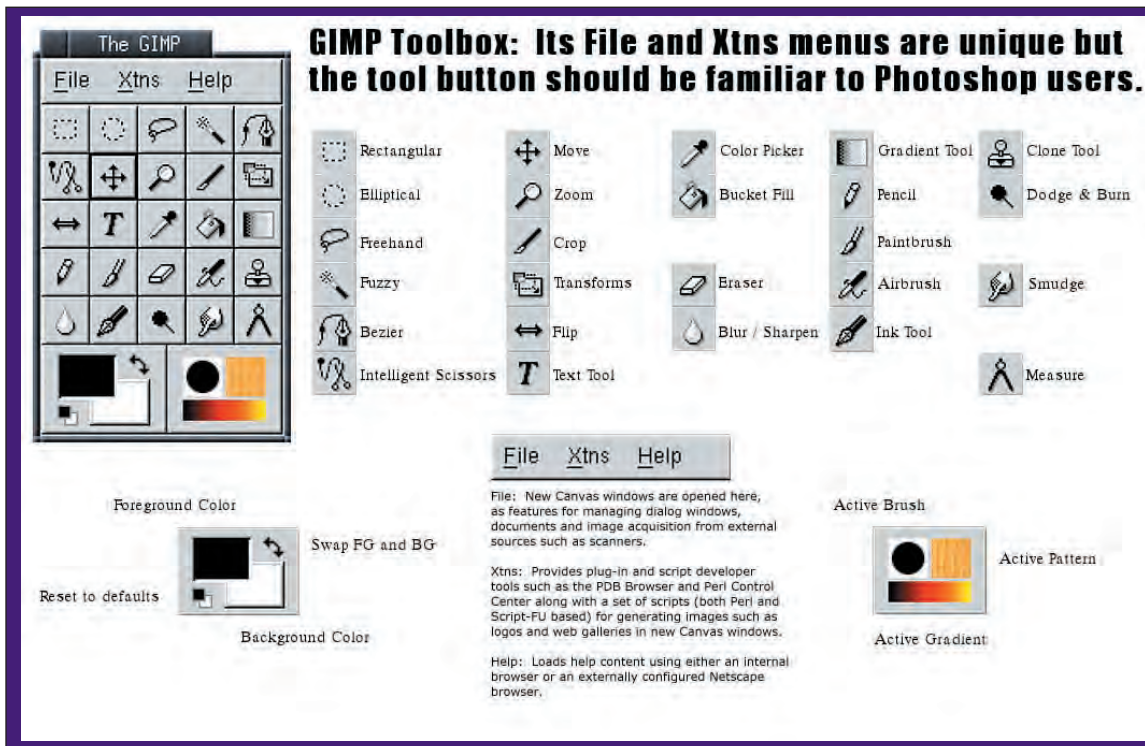 The GIMP
File Xtns Help
GIMP Toolbox: Its File and Xtns menus are unique but
the tool button should be familiar to Photoshop users.
Rectangular
Elliptical
Freehand
Fuzzy
Bezier
Intelligent Scissors
Move
Zoom
Crop
Transforms
Flip
T
Text Tool
Color Picker
Bucket Fill
Eraser
Blur / Sharpen
Gradient Tool
Pencil
Paintbrush
Airbrush
Ink Tool
Clone Tool
Dodge & Burn
Smudge
Measure
T
Foreground Color
Swap FG and BG
Reset to defaults
Background Color
File Xtns Help
File: New Canvas windows are opened here,
as features for managing dialog windows,
documents and image acquisition from external
sources such as scanners.
Xtns: Provides plug-in and script developer
tools such as the PDB Browser and Perl Control
Center along with a set of scripts (both Perl and
Script-FU based) for generating images such as
logos and web galleries in new Canvas windows.
Help: Loads help content using either an internal
browser or an externally configured Netscape
browser.
Active Brush
Active Pattern
Active Gradient